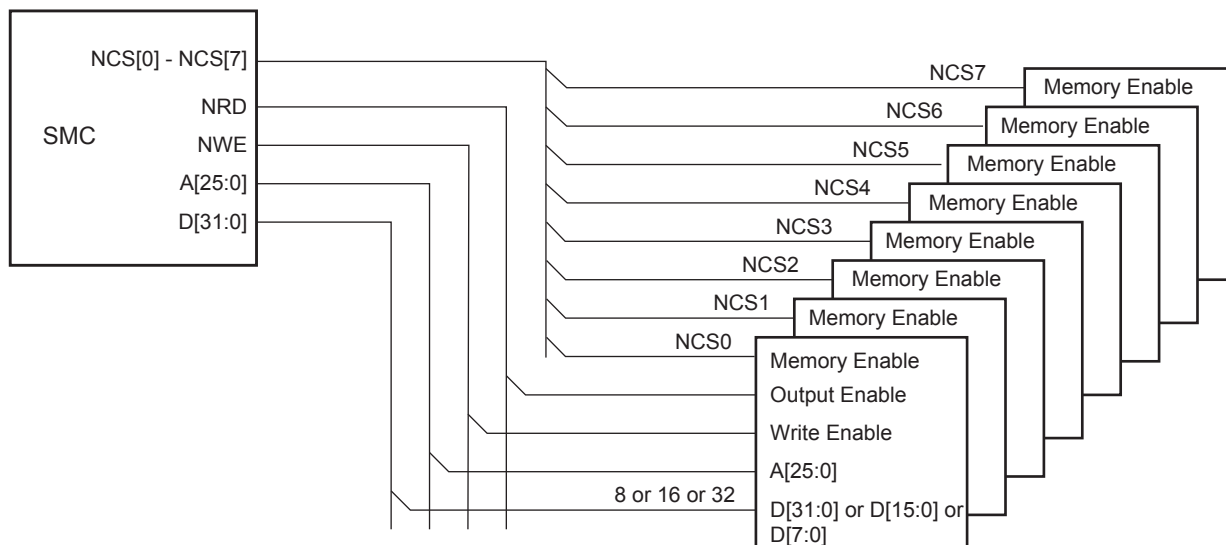 NCS[0] - NCS[7]
NRD
SMC
NWE
A[25:0]
D[31:0]
NCS7
Memory Enable
NCS6
Memory Enable
NCS5
Memory Enable
NCS4
Memory Enable
NCS3
Memory Enable
NCS2
Memory Enable
NCS1
Memory Enable
NCS0
Memory Enable
Output Enable
Write Enable
A[25:0]
8 or 16 or 32
D[31:0] or D[15:0] or
D[7:0]